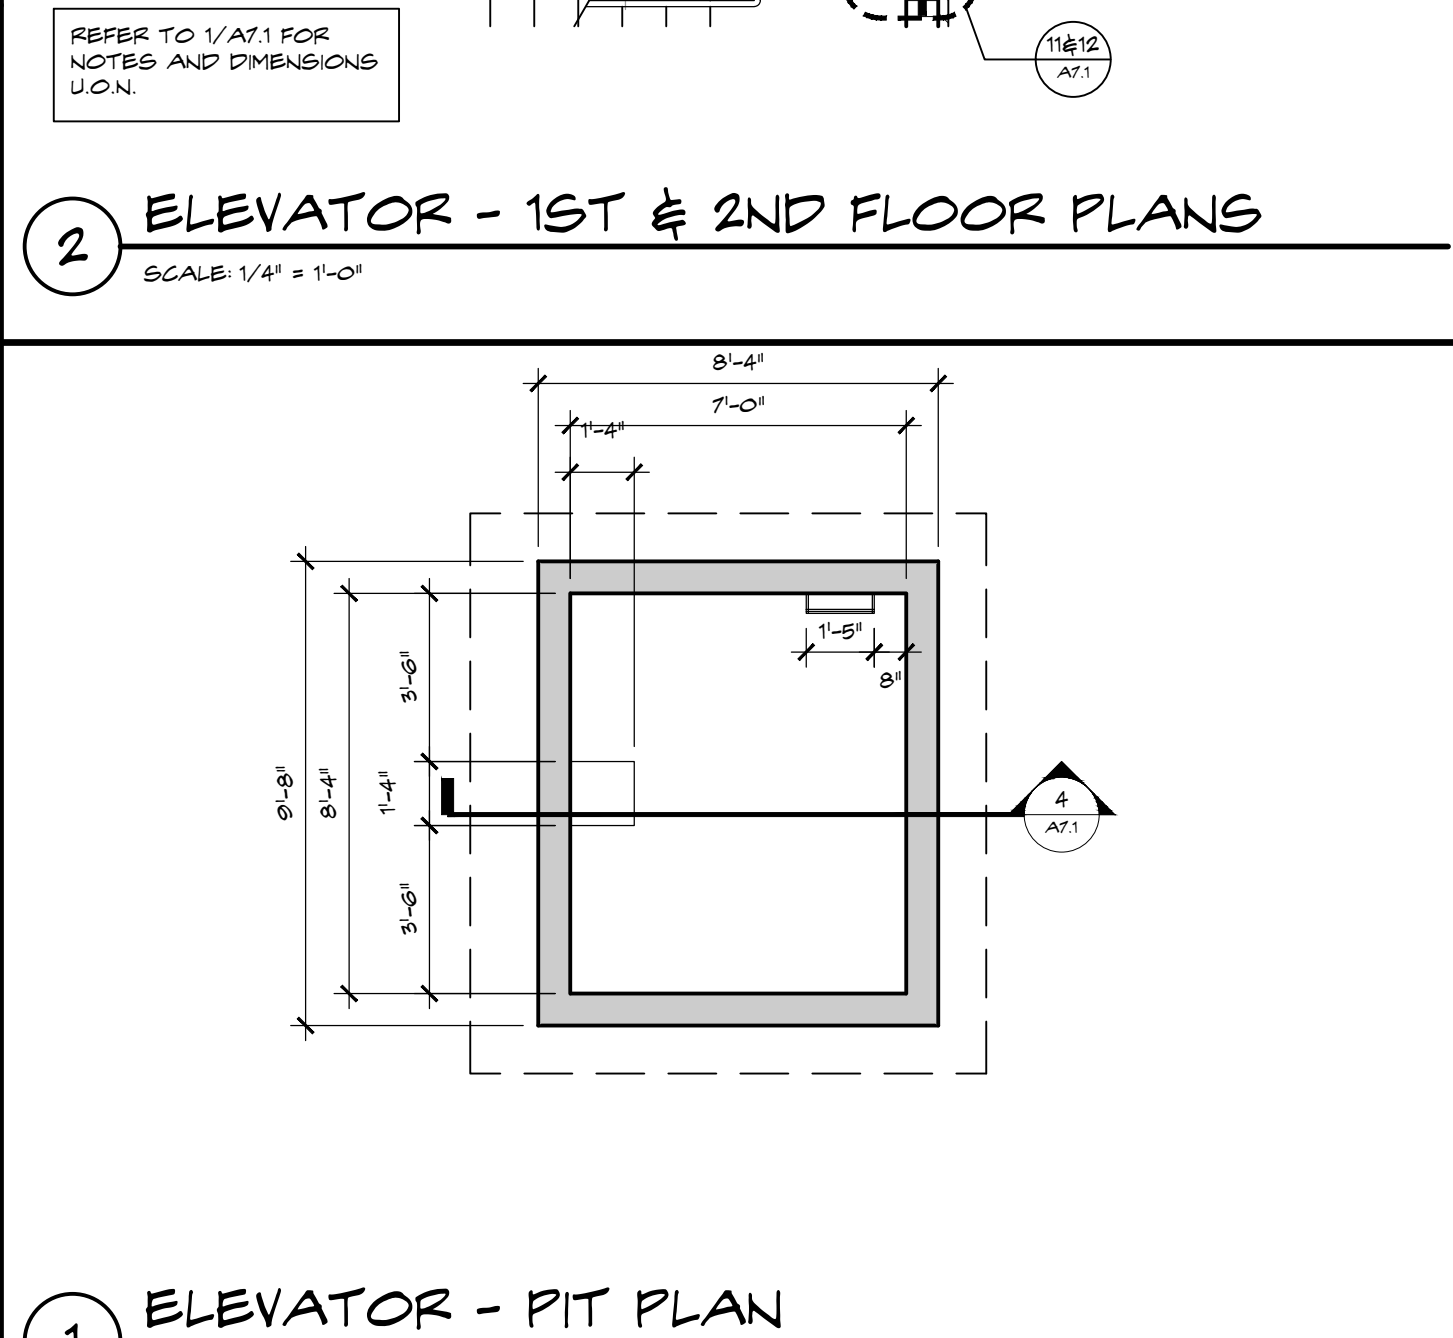 REFER TO 1/A7.1 FOR
NOTES AND DIMENSIONS
U.O.N.
11&12
A7.1
2
ELEVATOR - 1ST & 2ND FLOOR PLANS
SCALE: 1/4" = 1'-0"
8'-4"
7'-0"
1'-4"
1'-5"
8"
3'-6"
9'-8"
8'-4"
1'-4"
3'-6"
4
A7.1
1
ELEVATOR - PIT PLAN